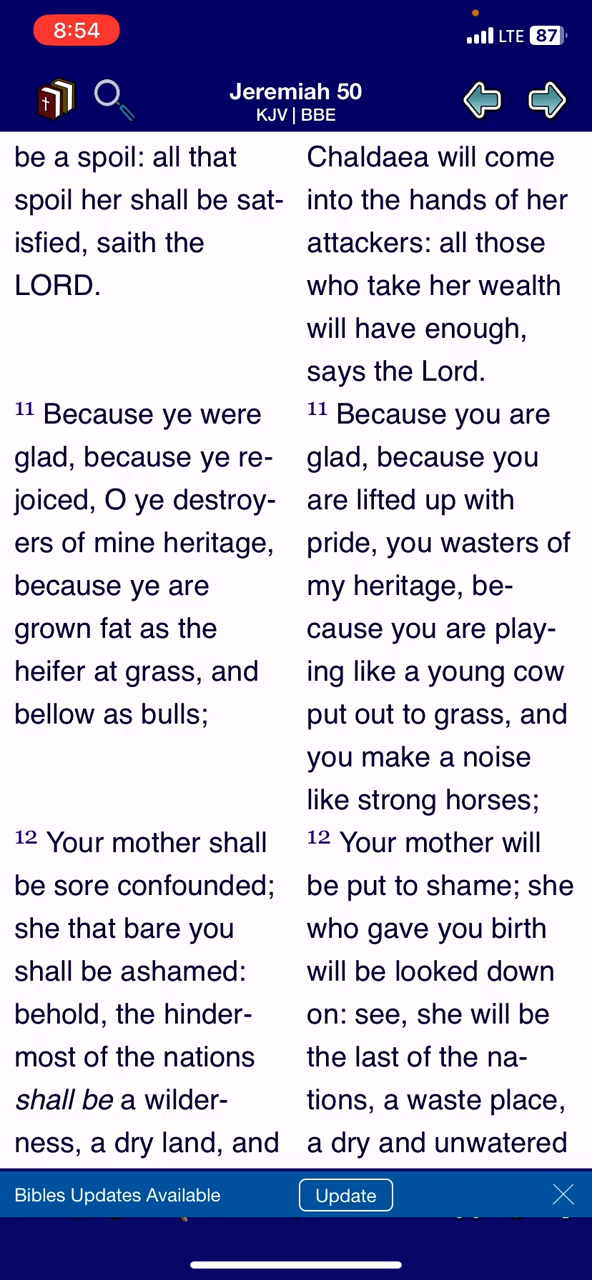 8:54
LTE 87
Jeremiah 50
KJV | BBE
be a spoil: all that
spoil her shall be sat-
isfied, saith the
LORD.
11 Because ye were
glad, because ye re-
joiced, O ye destroy-
ers of mine heritage,
because ye are
grown fat as the
heifer at grass, and
bellow as bulls;
12 Your mother shall
be sore confounded;
she that bare you
shall be ashamed:
behold, the hinder-
most of the nations
shall be a wilder-
ness, a dry land, and
Chaldaea will come
into the hands of her
attackers: all those
who take her wealth
will have enough,
says the Lord.
11 Because you are
glad, because you
are lifted up with
pride, you wasters of
my heritage, be-
cause you are play-
ing like a young cow
put out to grass, and
you make a noise
like strong horses;
12 Your mother will
be put to shame; she
who gave you birth
will be looked down
on: see, she will be
the last of the na-
tions, a waste place,
a dry and unwatered
Bibles Updates Available
Update